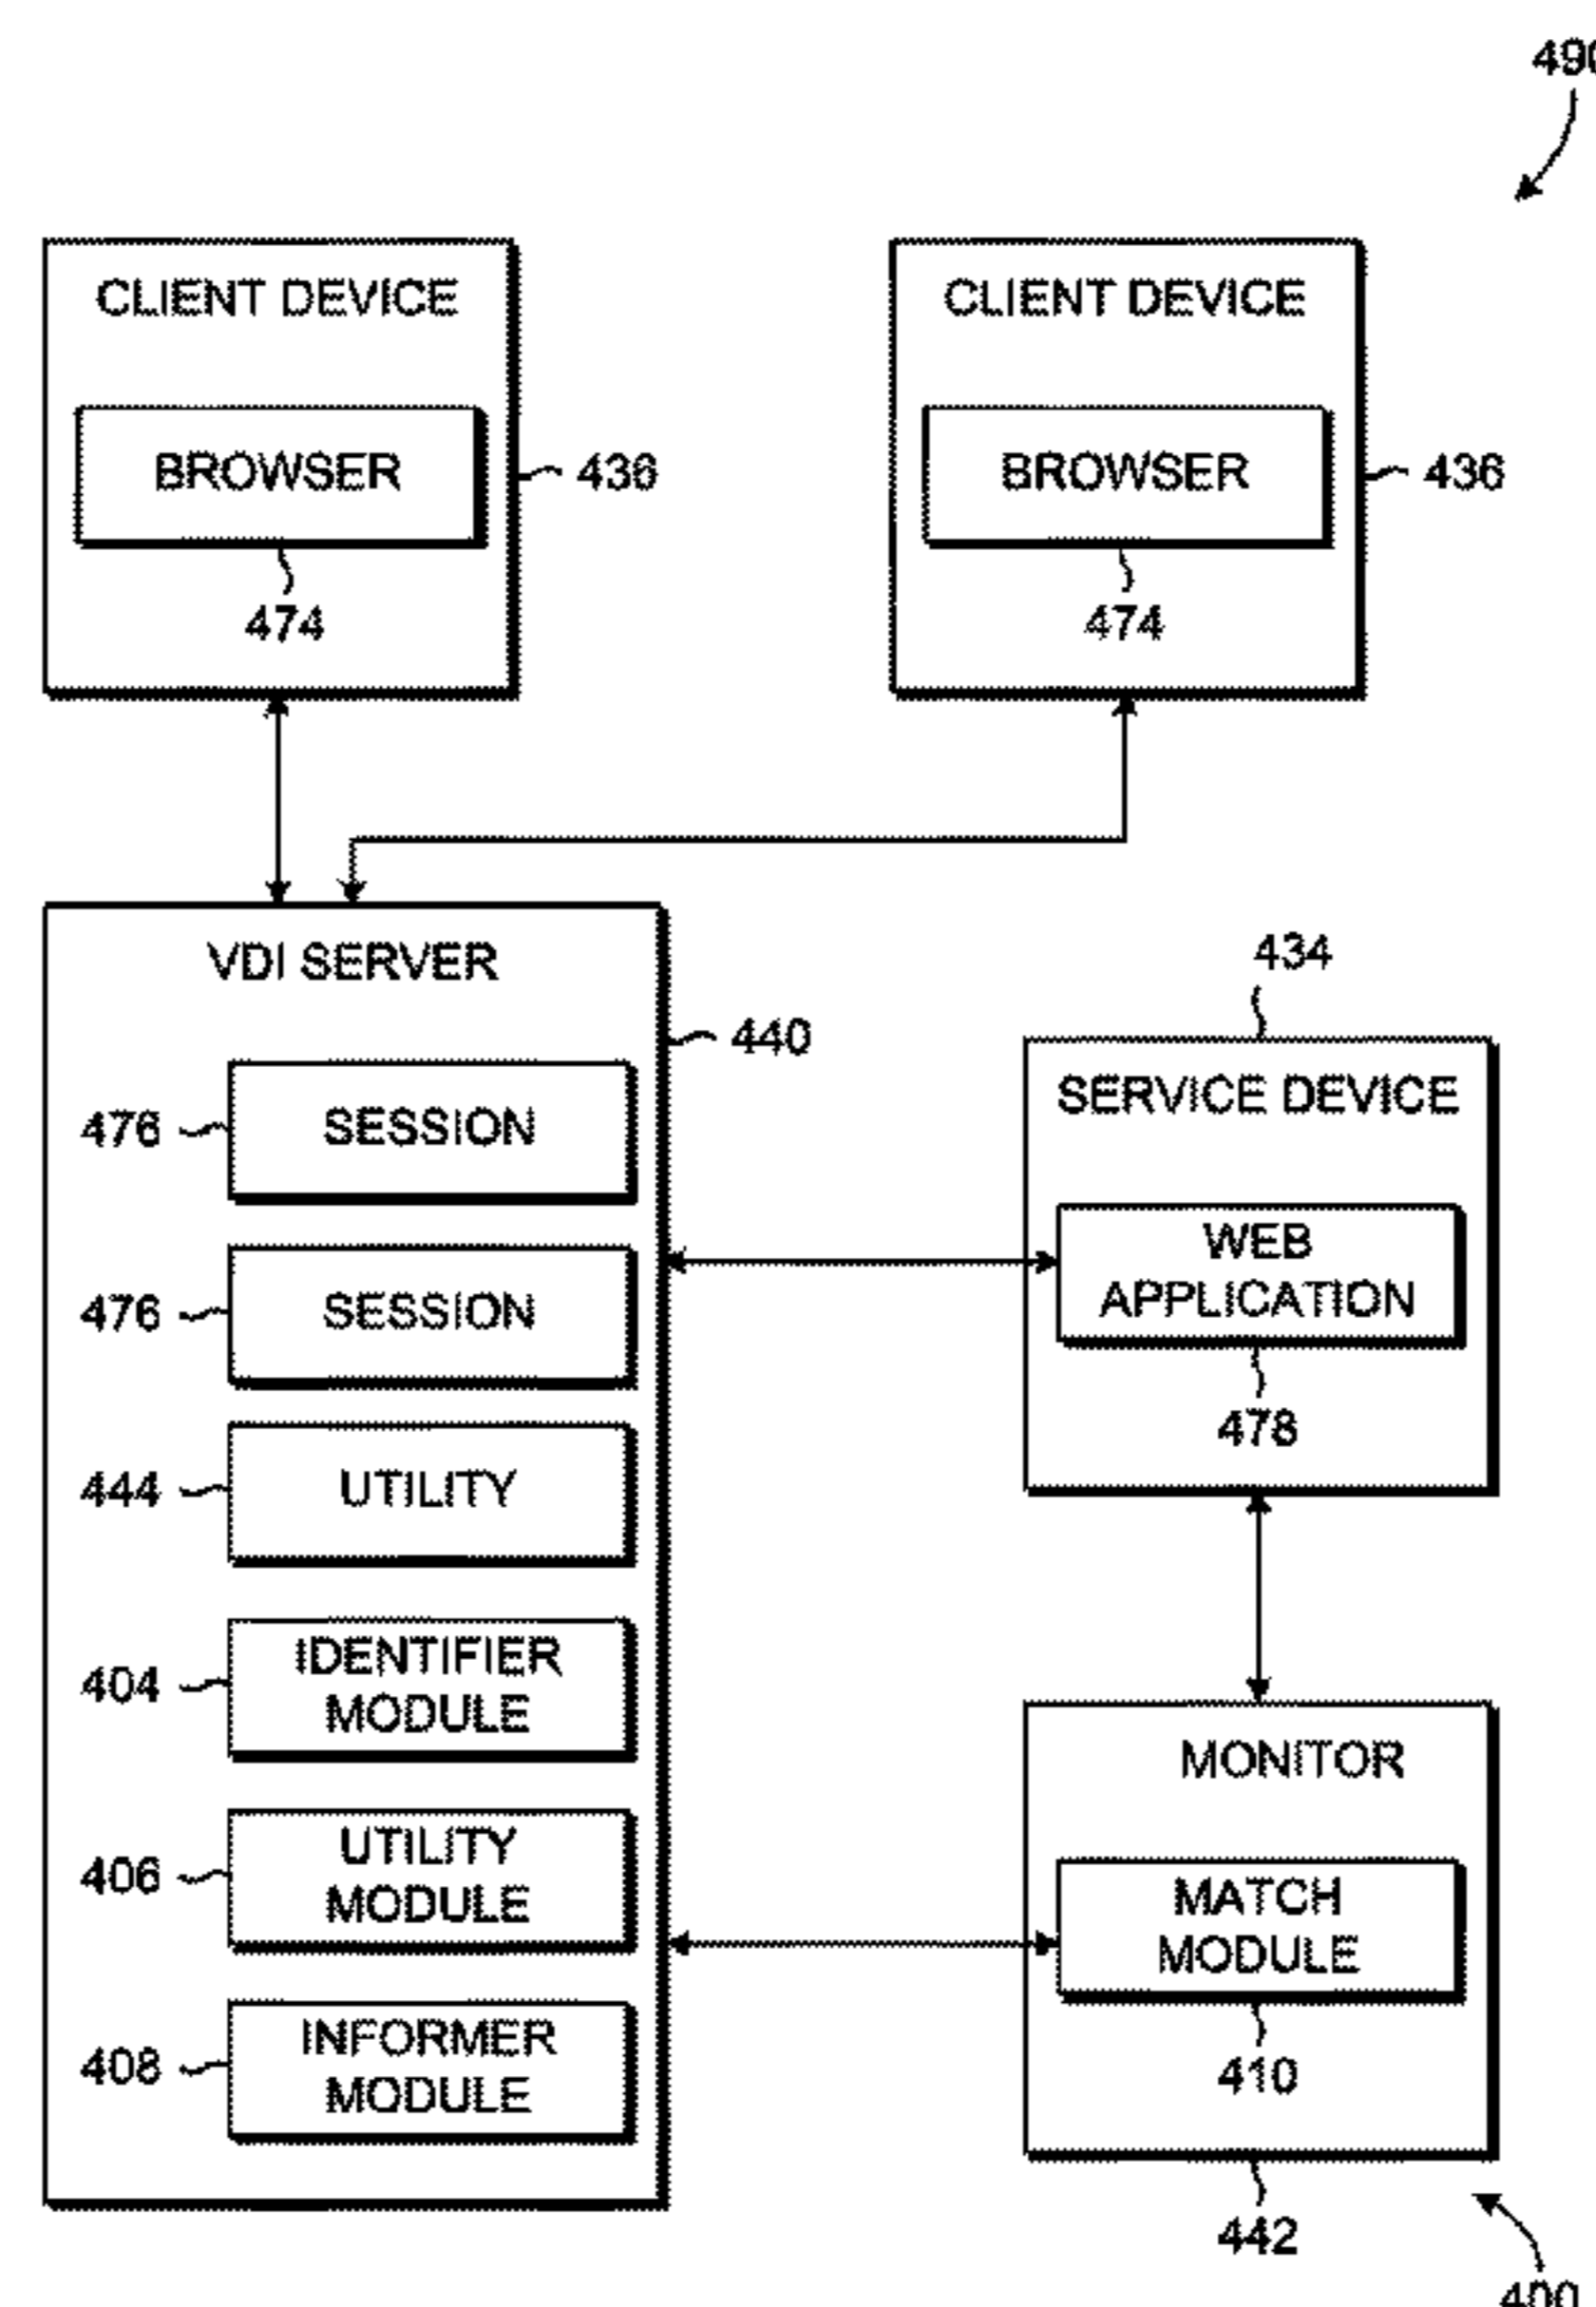 490
CLIENT DEVICE
BROWSER
436
474
CLIENT DEVICE
BROWSER
436
474
VDI SERVER
440
476
SESSION
476
SESSION
444
UTILITY
404
IDENTIFIER
MODULE
406
UTILITY
MODULE
408
INFORMER
MODULE
434
SERVICE DEVICE
WEB
APPLICATION
478
MONITOR
MATCH
MODULE
410
442
400